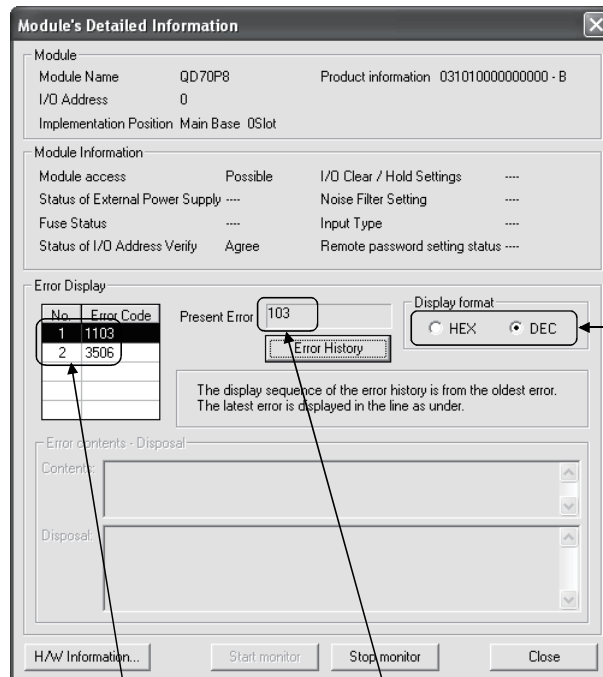 Module's Detailed Information
Module
Module Name QD70P8 Product information 031010000000000 - B
I/O Address 0
Implementation Position Main Base 0Slot
Module Information
Module access Possible I/O Clear / Hold Settings ----
Status of External Power Supply ---- Noise Filter Setting ----
Fuse Status ---- Input Type ----
Status of I/O Address Verify Agree Remote password setting status ----
Error Display
No. Error Code
1 1103
2 3506
Present Error 103
Error History
Display format
HEX DEC
The display sequence of the error history is from the oldest error.
The latest error is displayed in the line as under.
Error contents - Disposal
Contents:
Disposal:
H/W Information... Start monitor Stop monitor Close